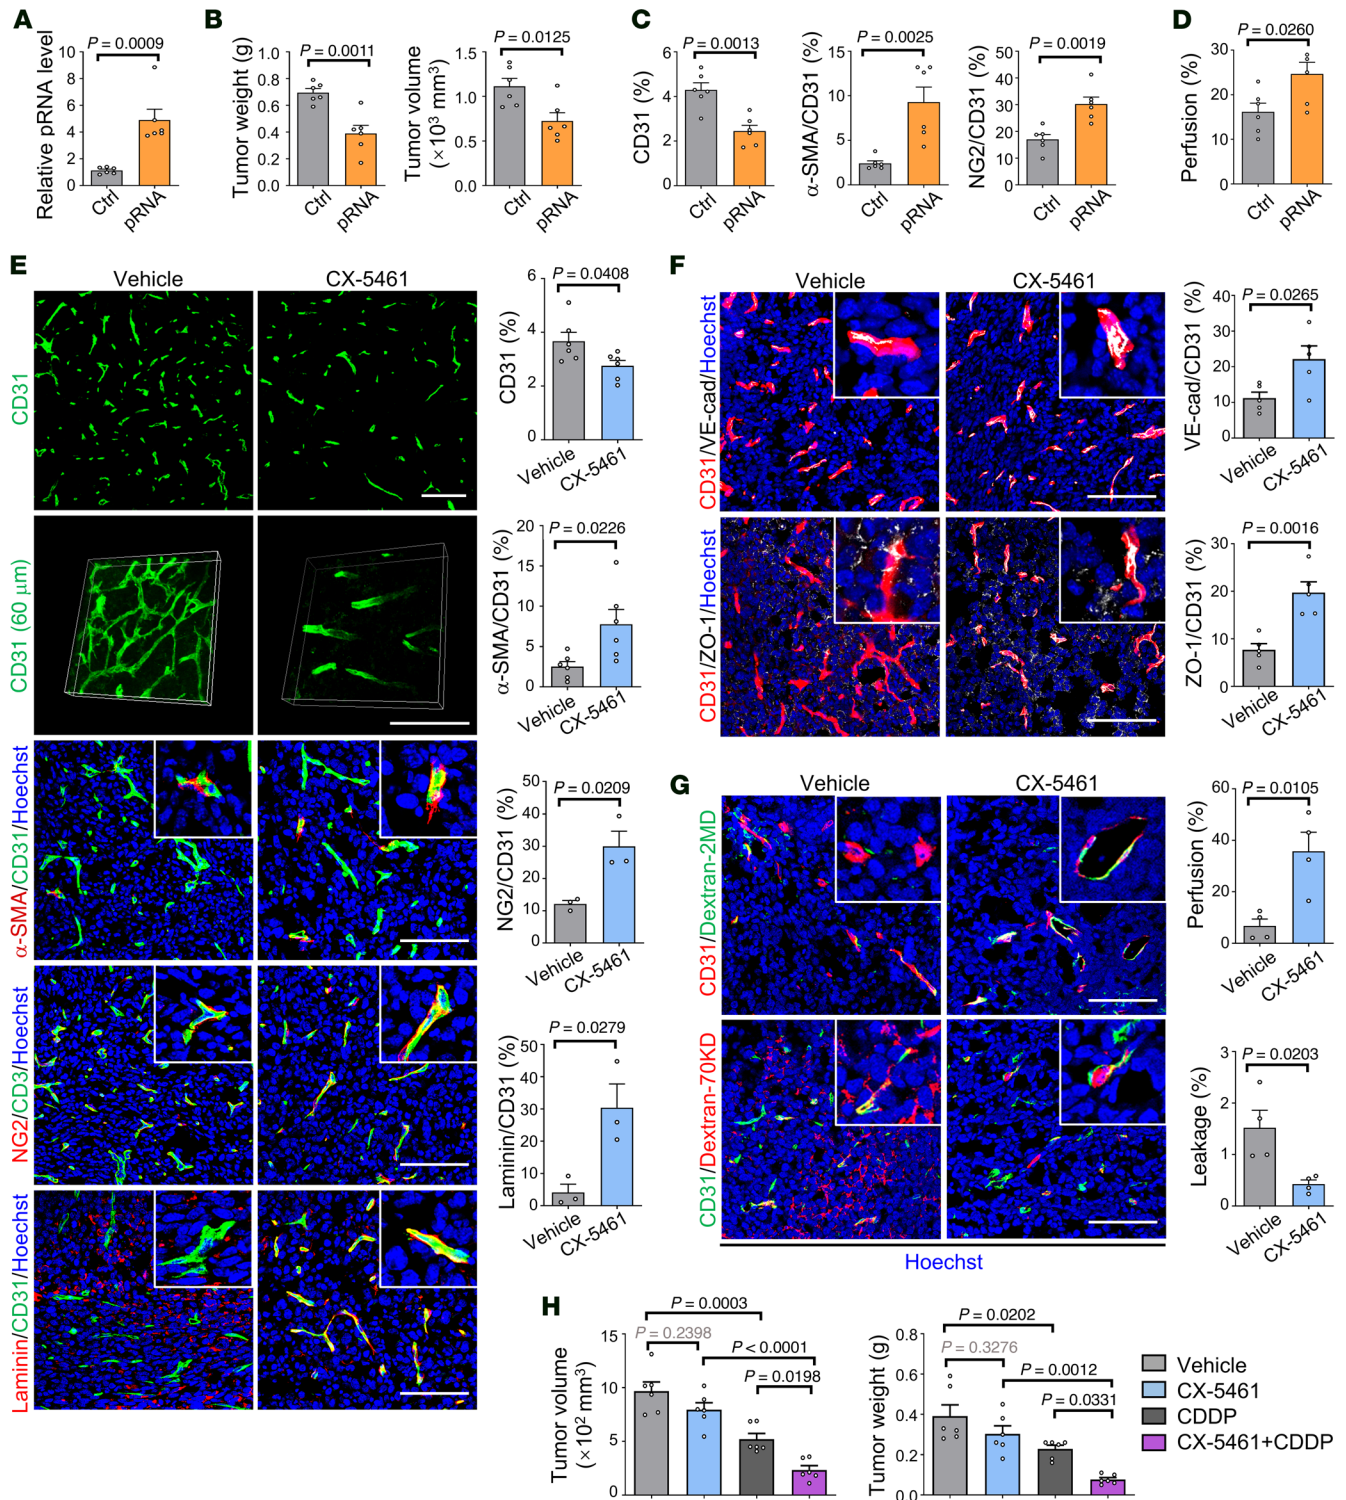 A
P = 0.0009
Relative pRNA level
10
8
6
4
2
0
Ctrl
pRNA
B
P = 0.0011
Tumor weight (g)
1.0
0.8
0.6
0.4
0.2
0.0
Ctrl
pRNA
P = 0.0125
Tumor volume
(×10³ mm³)
1.5
1.0
0.5
0.0
Ctrl
pRNA
C
P = 0.0013
CD31 (%)
6
4
2
0
Ctrl
pRNA
P = 0.0025
α-SMA/CD31 (%)
15
10
5
0
Ctrl
pRNA
P = 0.0019
NG2/CD31 (%)
50
40
30
20
10
0
Ctrl
pRNA
D
P = 0.0260
Perfusion (%)
30
20
10
0
Ctrl
pRNA
E
Vehicle
CX-5461
CD31
CD31 (60 μm)
α-SMA/CD31/Hoechst
NG2/CD3/Hoechst
Laminin/CD31/Hoechst
P = 0.0408
CD31 (%)
6
4
2
0
Vehicle
CX-5461
P = 0.0226
α-SMA/CD31 (%)
20
15
10
5
0
Vehicle
CX-5461
P = 0.0209
NG2/CD31 (%)
50
40
30
20
10
0
Vehicle
CX-5461
P = 0.0279
Laminin/CD31 (%)
50
40
30
20
10
0
Vehicle
CX-5461
F
Vehicle
CX-5461
CD31/VE-cad/Hoechst
CD31/ZO-1/Hoechst
P = 0.0265
VE-cad/CD31 (%)
40
30
20
10
0
Vehicle
CX-5461
P = 0.0016
ZO-1/CD31 (%)
30
20
10
0
Vehicle
CX-5461
G
Vehicle
CX-5461
CD31/Dextran-2MD
CD31/Dextran-70KD
Hoechst
P = 0.0105
Perfusion (%)
60
40
20
0
Vehicle
CX-5461
P = 0.0203
Leakage (%)
3
2
1
0
Vehicle
CX-5461
H
P = 0.0003
P = 0.2398
P < 0.0001
P = 0.0198
Tumor volume
(×10² mm³)
15
10
5
0
P = 0.0202
P = 0.3276
P = 0.0012
P = 0.0331
Tumor weight (g)
0.8
0.6
0.4
0.2
0.0
Vehicle
CX-5461
CDDP
CX-5461+CDDP